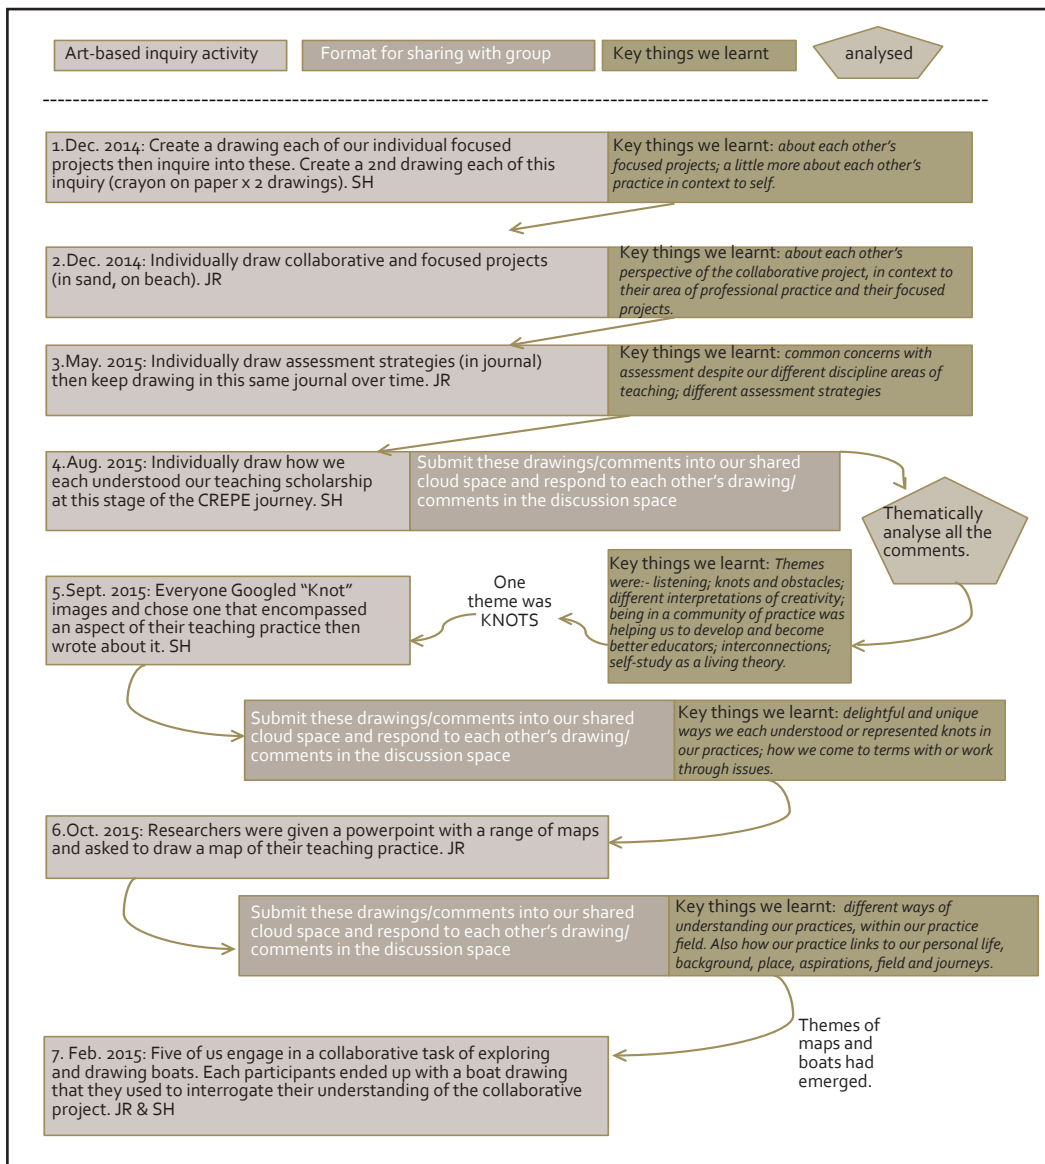 Art-based inquiry activity
Format for sharing with group
Key things we learnt
analysed
1.Dec. 2014: Create a drawing each of our individual focused
projects then inquire into these. Create a 2nd drawing each of this
inquiry (crayon on paper x 2 drawings). SH
Key things we learnt: about each other's
focused projects; a little more about each other's
practice in context to self.
2.Dec. 2014: Individually draw collaborative and focused projects
(in sand, on beach). JR
Key things we learnt: about each other's
perspective of the collaborative project, in context to
their area of professional practice and their focused
projects.
3.May. 2015: Individually draw assessment strategies (in journal)
then keep drawing in this same journal over time. JR
Key things we learnt: common concerns with
assessment despite our different discipline areas of
teaching; different assessment strategies
4.Aug. 2015: Individually draw how we
each understood our teaching scholarship
at this stage of the CREPE journey. SH
Submit these drawings/comments into our shared
cloud space and respond to each other's drawing/
comments in the discussion space
Thematically
analyse all the
comments.
Key things we learnt: Themes
were:- listening; knots and obstacles;
different interpretations of creativity;
being in a community of practice was
helping us to develop and become
better educators; interconnections;
self-study as a living theory.
One
theme was
KNOTS
5.Sept. 2015: Everyone Googled “Knot”
images and chose one that encompassed
an aspect of their teaching practice then
wrote about it. SH
Submit these drawings/comments into our shared
cloud space and respond to each other's drawing/
comments in the discussion space
Key things we learnt: delightful and unique
ways we each understood or represented knots in
our practices; how we come to terms with or work
through issues.
6.Oct. 2015: Researchers were given a powerpoint with a range of maps
and asked to draw a map of their teaching practice. JR
Submit these drawings/comments into our shared
cloud space and respond to each other's drawing/
comments in the discussion space
Key things we learnt: different ways of
understanding our practices, within our practice
field. Also how our practice links to our personal life,
background, place, aspirations, field and journeys.
Themes of
maps and
boats had
emerged.
7. Feb. 2015: Five of us engage in a collaborative task of exploring
and drawing boats. Each participants ended up with a boat drawing
that they used to interrogate their understanding of the collaborative
project. JR & SH